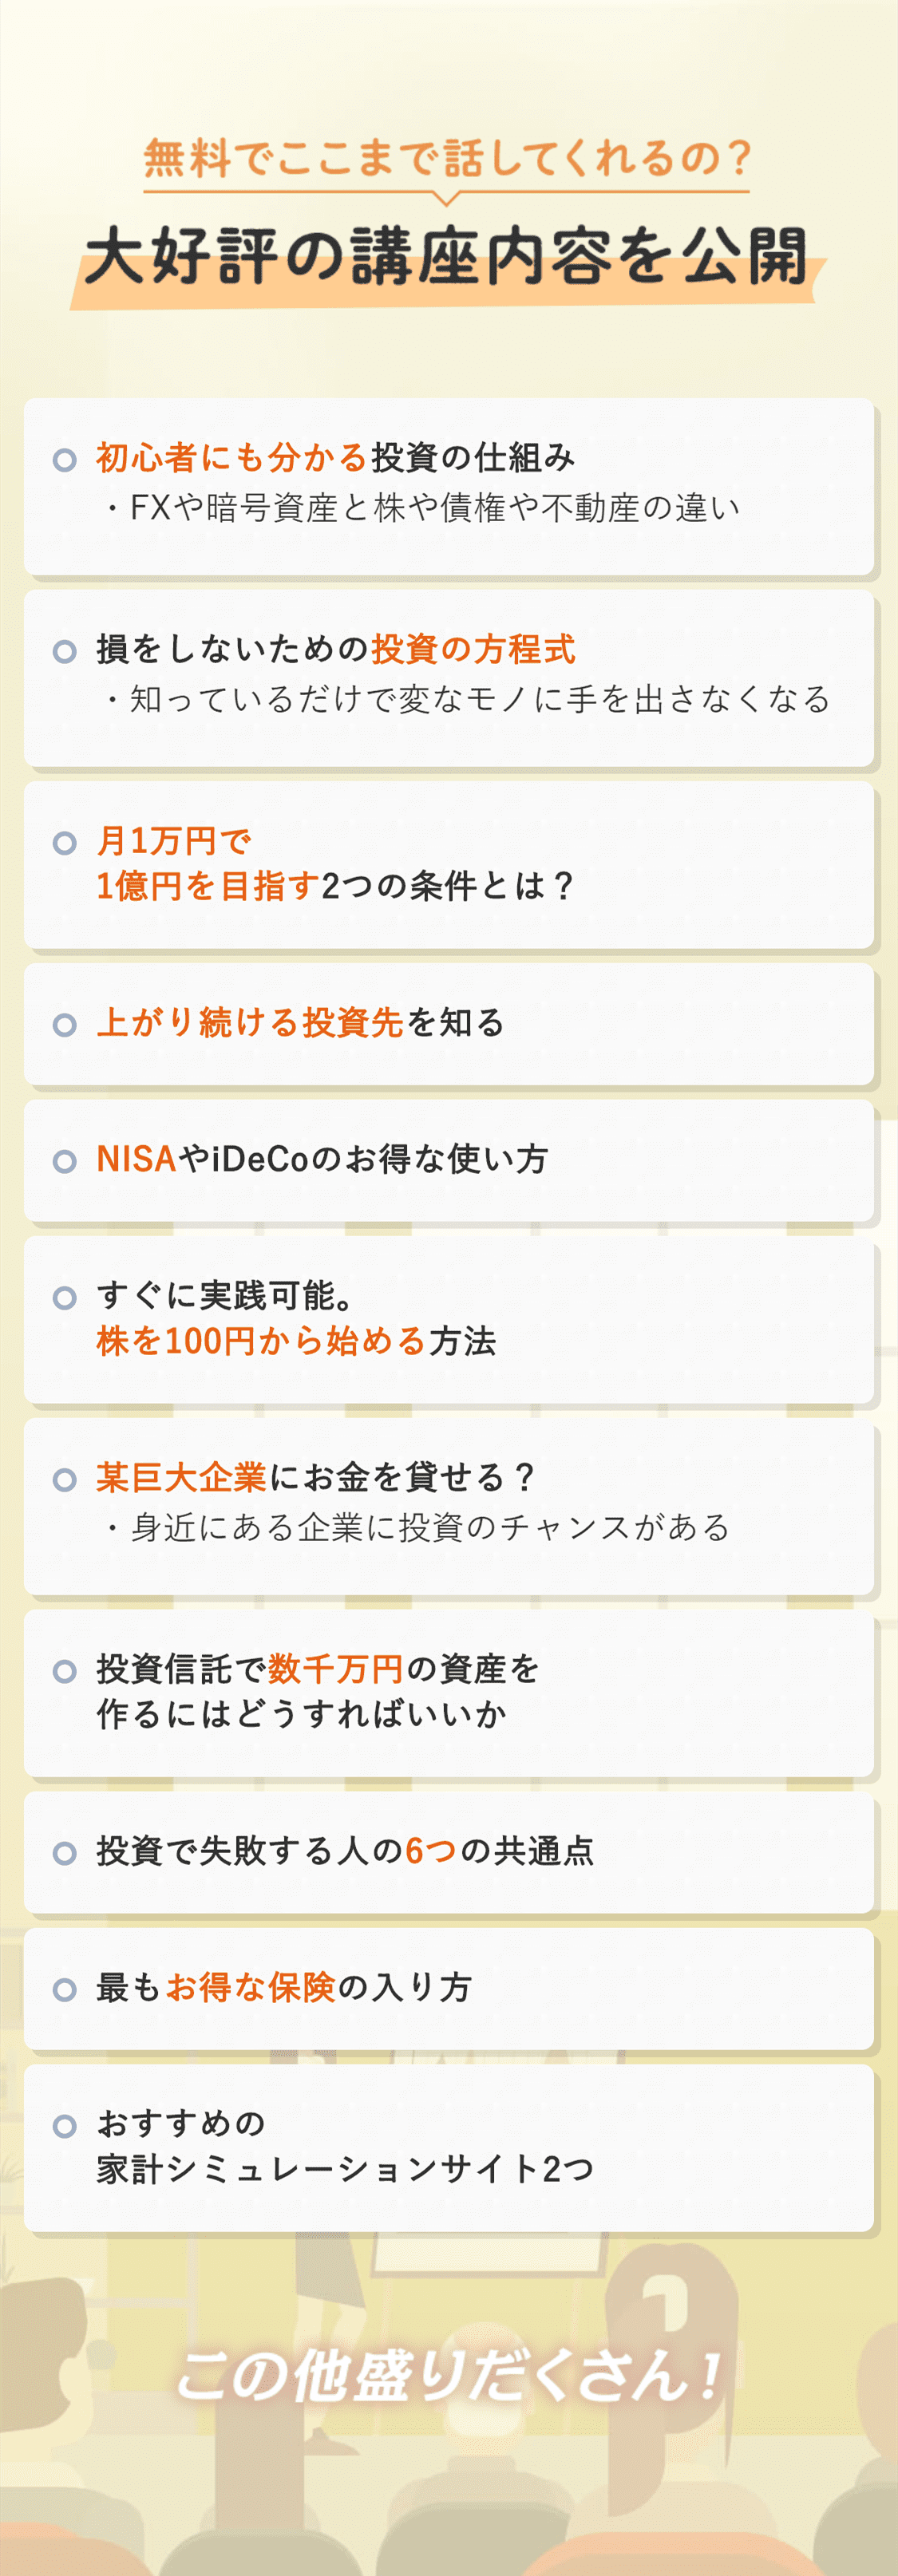 無料でここまで話してくれるの？
大好評の講座内容を公開
初心者にも分かる投資の仕組み
・FXや暗号資産と株や債権や不動産の違い
損をしないための投資の方程式
・知っているだけで変なモノに手を出さなくなる
月1万円で
1億円を目指す2つの条件とは？
上がり続ける投資先を知る
NISAやiDeCoのお得な使い方
すぐに実践可能。
株を100円から始める方法
某巨大企業にお金を貸せる？
・身近にある企業に投資のチャンスがある
投資信託で数千万円の資産を
作るにはどうすればいいか
投資で失敗する人の6つの共通点
最もお得な保険の入り方
おすすめの
家計シミュレーションサイト2つ
この他盛りだくさん！